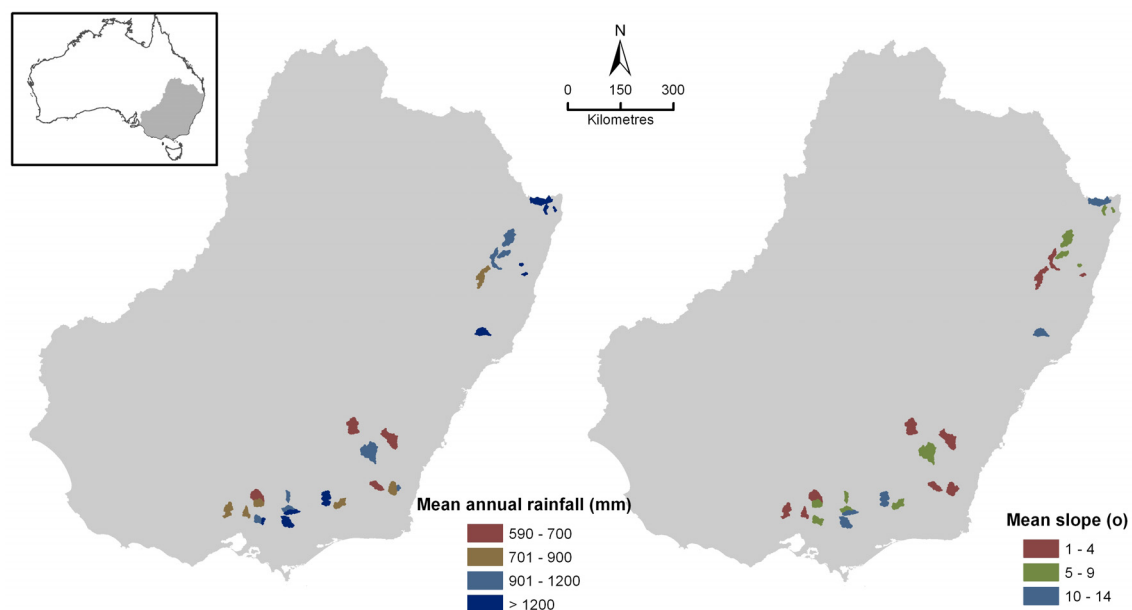 N
0 150 300
Kilometres
Mean annual rainfall (mm)
590 - 700
701 - 900
901 - 1200
> 1200
Mean slope (o)
1 - 4
5 - 9
10 - 14